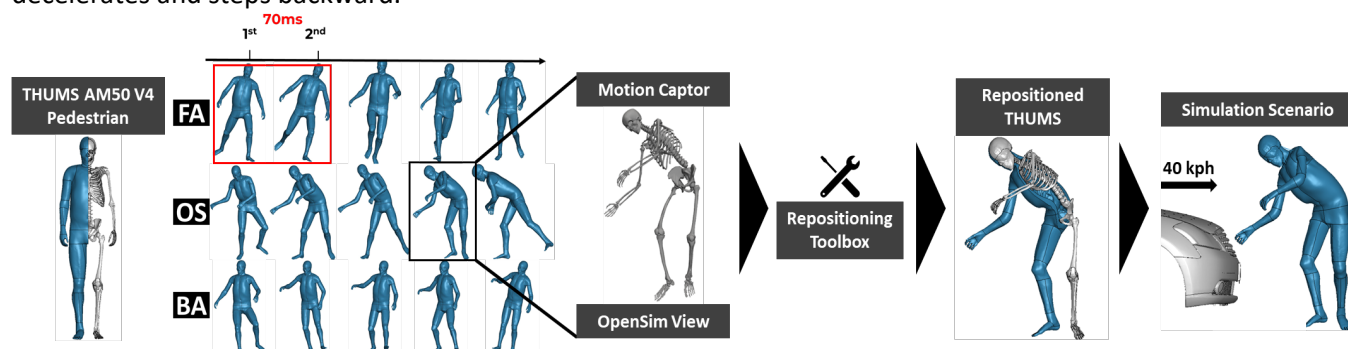 decelerates and steps backward.
70ms
1st 2nd
THUMS AM50 V4
Pedestrian
FA
OS
BA
Motion Captor
OpenSim View
Repositioning
Toolbox
Repositioned
THUMS
Simulation Scenario
40 kph